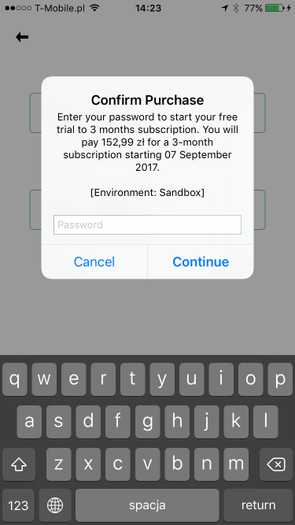 T-Mobile.pl 14:23 77%
Confirm Purchase
Enter your password to start your free
trial to 3 months subscription. You will
pay 152,99 zł for a 3-month
subscription starting 07 September
2017.
[Environment: Sandbox]
Password
Cancel Continue
q w e r t y u i o p
a s d f g h j k l
z x c v b n m
123 spacja return